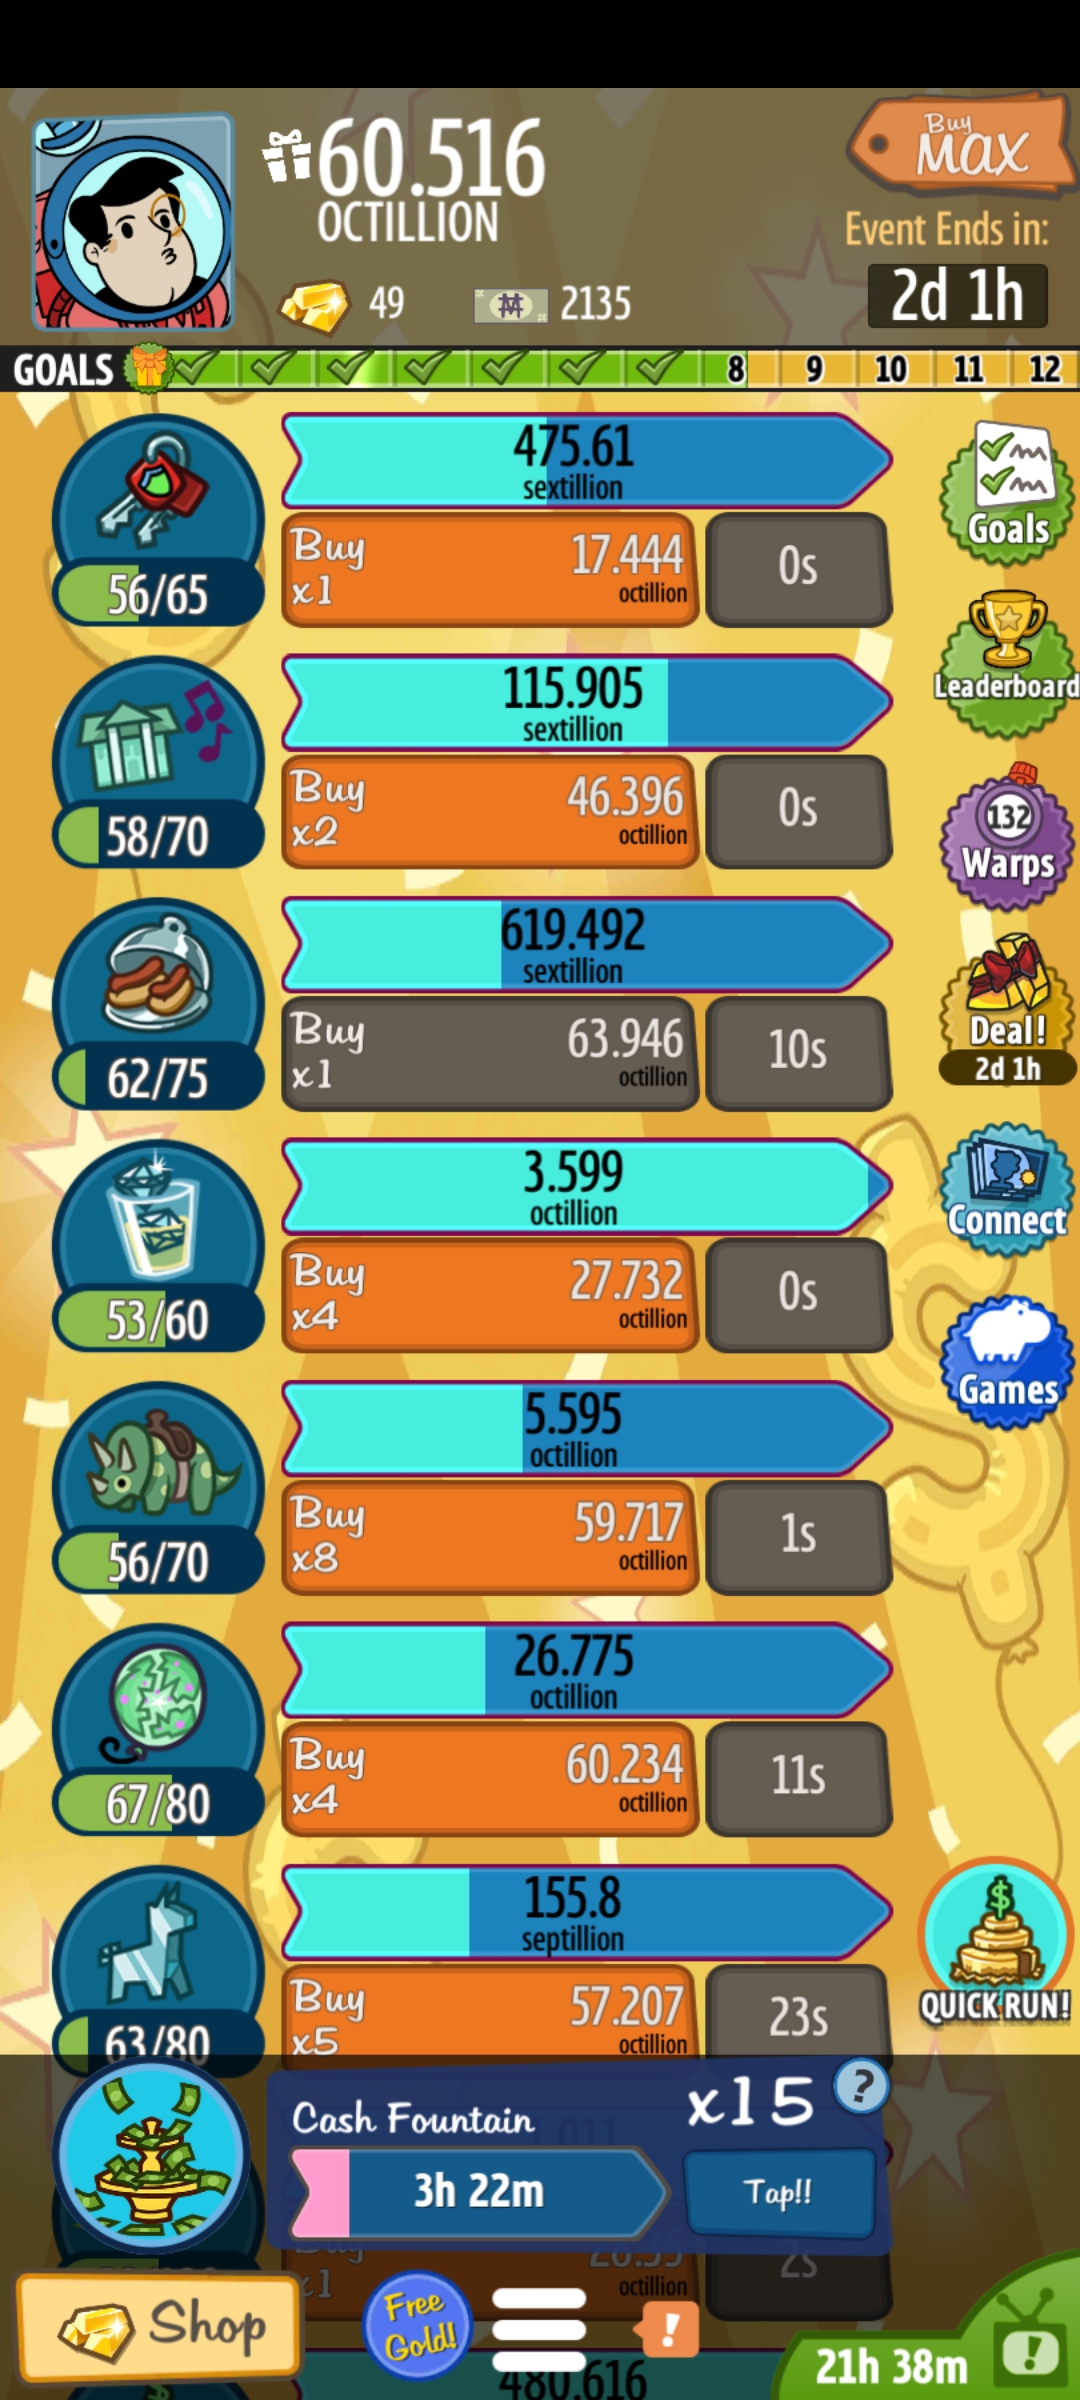 60.516
OCTILLION
49
2135
Buy
MAX
Event Ends in:
2d 1h
GOALS
8
9
10
11
12
475.61
sextillion
Buy
x1
17.444
octillion
0s
56/65
Goals
115.905
sextillion
Buy
x2
46.396
octillion
0s
58/70
Leaderboard
619.492
sextillion
Buy
x1
63.946
octillion
10s
62/75
132
Warps
Deal!
2d 1h
3.599
octillion
Buy
x4
27.732
octillion
0s
53/60
Connect
5.595
octillion
Buy
x8
59.717
octillion
1s
56/70
Games
26.775
octillion
Buy
x4
60.234
octillion
11s
67/80
155.8
septillion
Buy
x5
57.207
octillion
23s
63/80
QUICK RUN!
Cash Fountain
x15
?
3h 22m
Tap!!
Buy
x1
octillion
2s
Shop
Free
Gold!
!
21h 38m
!
480.616